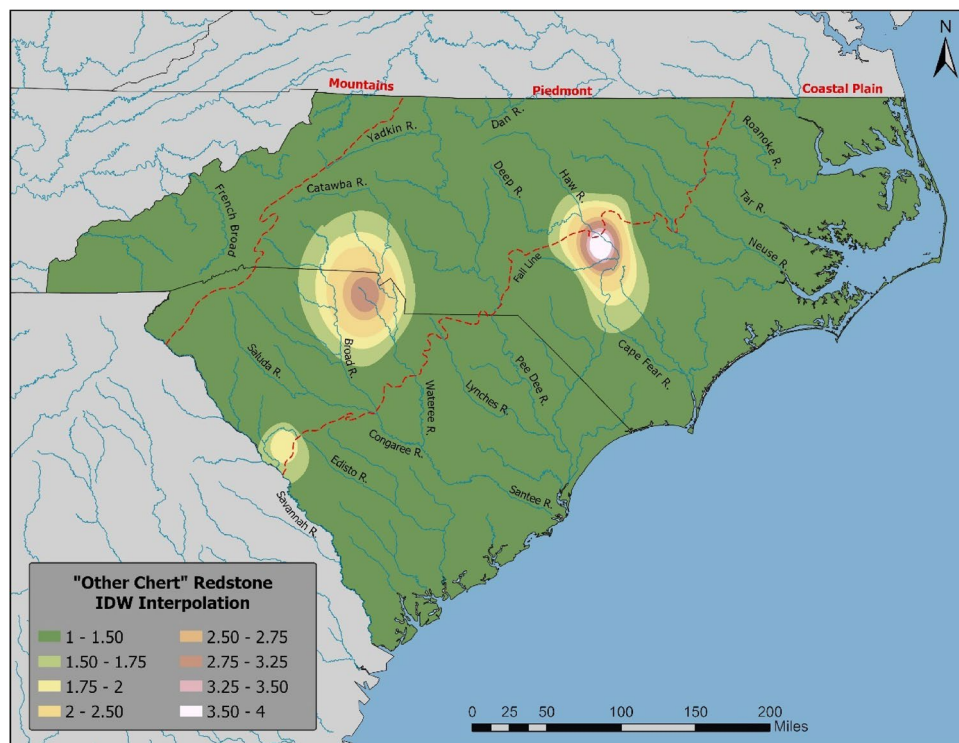 N
Mountains
Piedmont
Coastal Plain
Yadkin R.
Dan R.
Roanoke R.
French Broad
Catawba R.
Deep R.
Haw R.
Tar R.
Neuse R.
Fall Line
Broad R.
Saluda R.
Wateree R.
Lynches R.
Pee Dee R.
Cape Fear R.
Congaree R.
Edisto R.
Santee R.
Savannah R.
"Other Chert" Redstone
IDW Interpolation
1 - 1.50
1.50 - 1.75
1.75 - 2
2 - 2.50
2.50 - 2.75
2.75 - 3.25
3.25 - 3.50
3.50 - 4
0 25 50 100 150 200
Miles